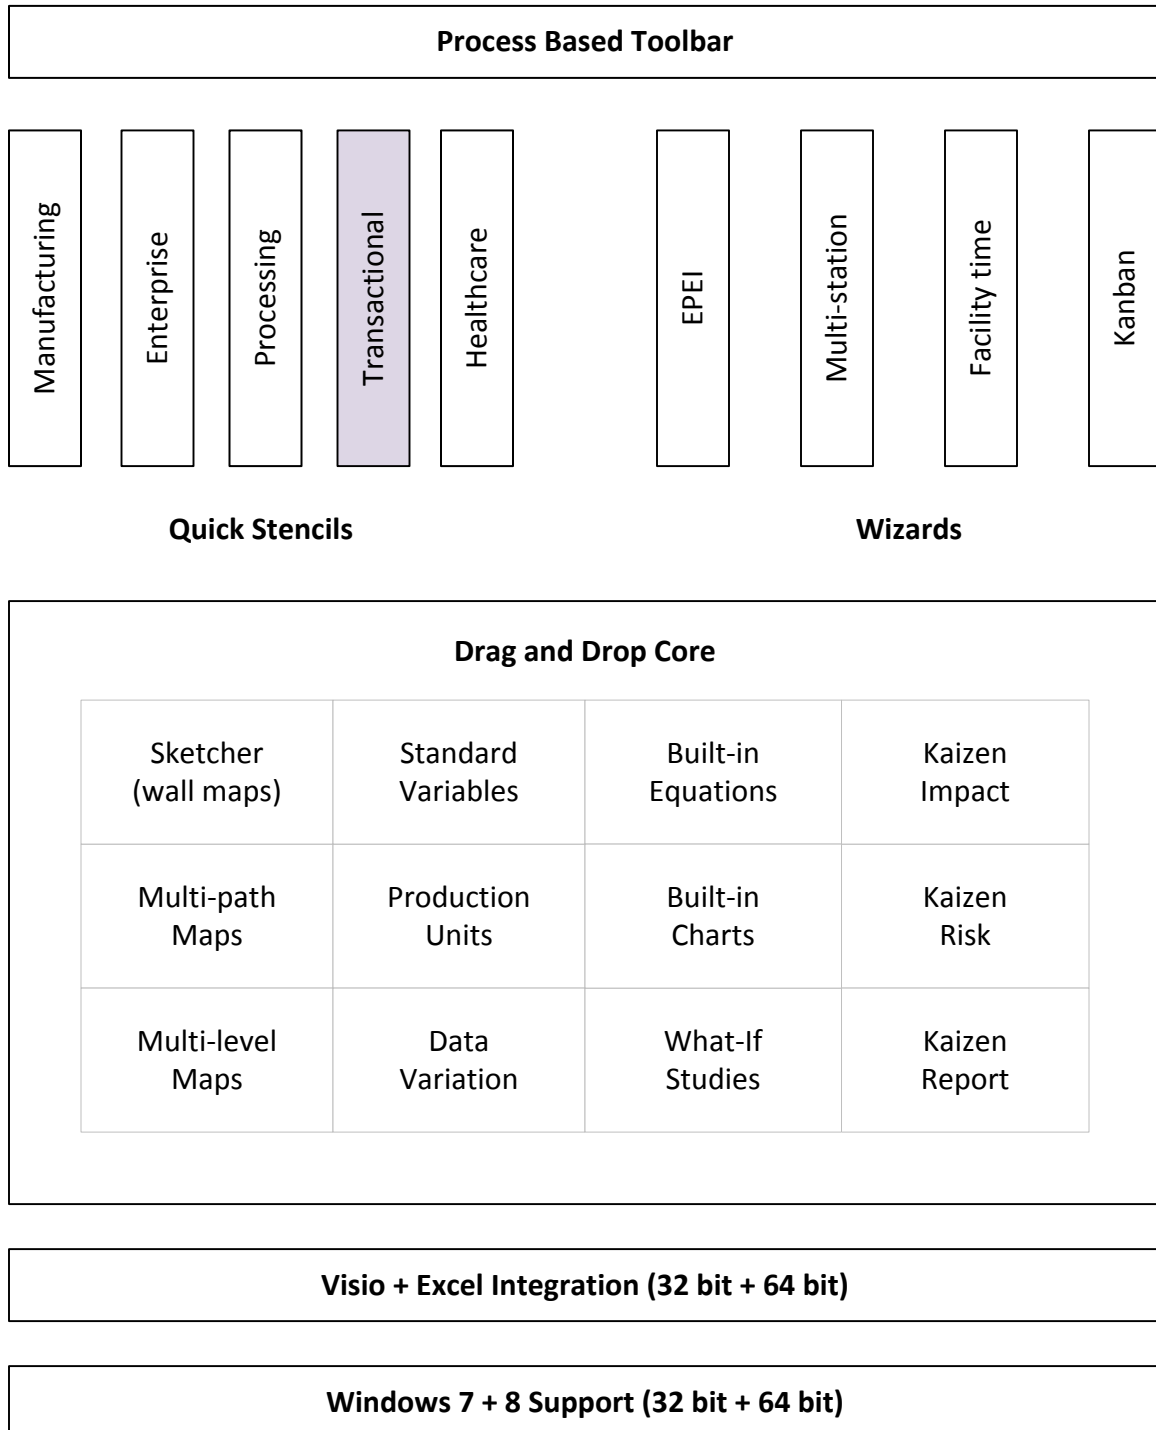 Process Based Toolbar
Manufacturing
Enterprise
Processing
Transactional
Healthcare
EPEI
Multi-station
Facility time
Kanban
Quick Stencils
Wizards
Drag and Drop Core
Sketcher
(wall maps)
Standard
Variables
Built-in
Equations
Kaizen
Impact
Multi-path
Maps
Production
Units
Built-in
Charts
Kaizen
Risk
Multi-level
Maps
Data
Variation
What-If
Studies
Kaizen
Report
Visio + Excel Integration (32 bit + 64 bit)
Windows 7 + 8 Support (32 bit + 64 bit)